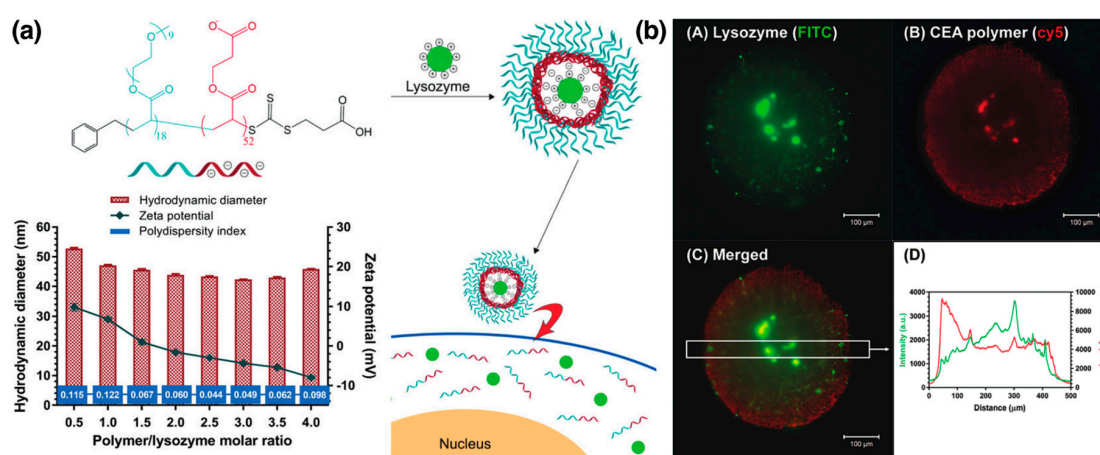 (a)
9
O
O⁻
O
O
O
O
O
S
O
18
52
S
S
OH
Lysozyme
Hydrodynamic diameter
Zeta potential
Polydispersity index
Hydrodynamic diameter (nm)
60
50
40
30
20
10
0
0.115 0.122 0.067 0.060 0.044 0.049 0.062 0.098
0.5 1.0 1.5 2.0 2.5 3.0 3.5 4.0
Polymer/lysozyme molar ratio
30
20
10
0
-10
Zeta potential (mV)
Nucleus
(b)
(A) Lysozyme (FITC)
100 µm
(B) CEA polymer (cy5)
100 µm
(C) Merged
100 µm
(D)
Intensity (a.u.)
4000
3000
2000
1000
0
10000
8000
6000
4000
2000
0
0 100 200 300 400 500
Distance (µm)